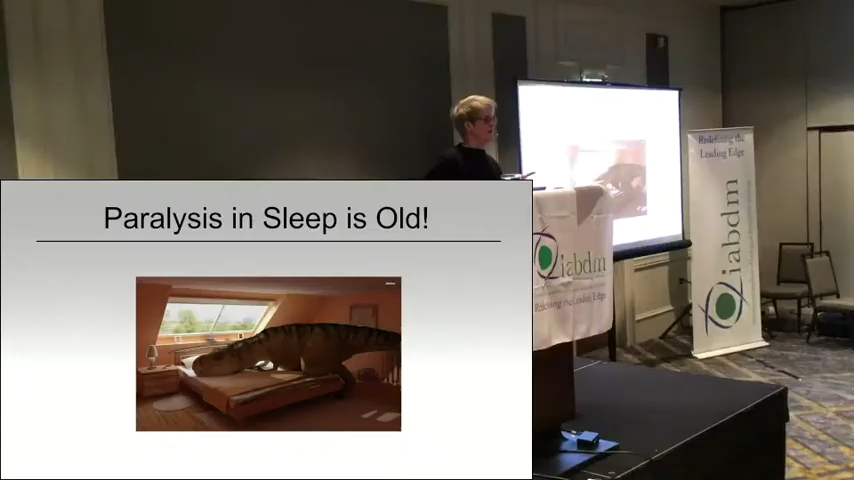 Paralysis in Sleep is Old!
iabdm
Redefining the Leading Edge
Redefining the
Leading Edge
iabdm